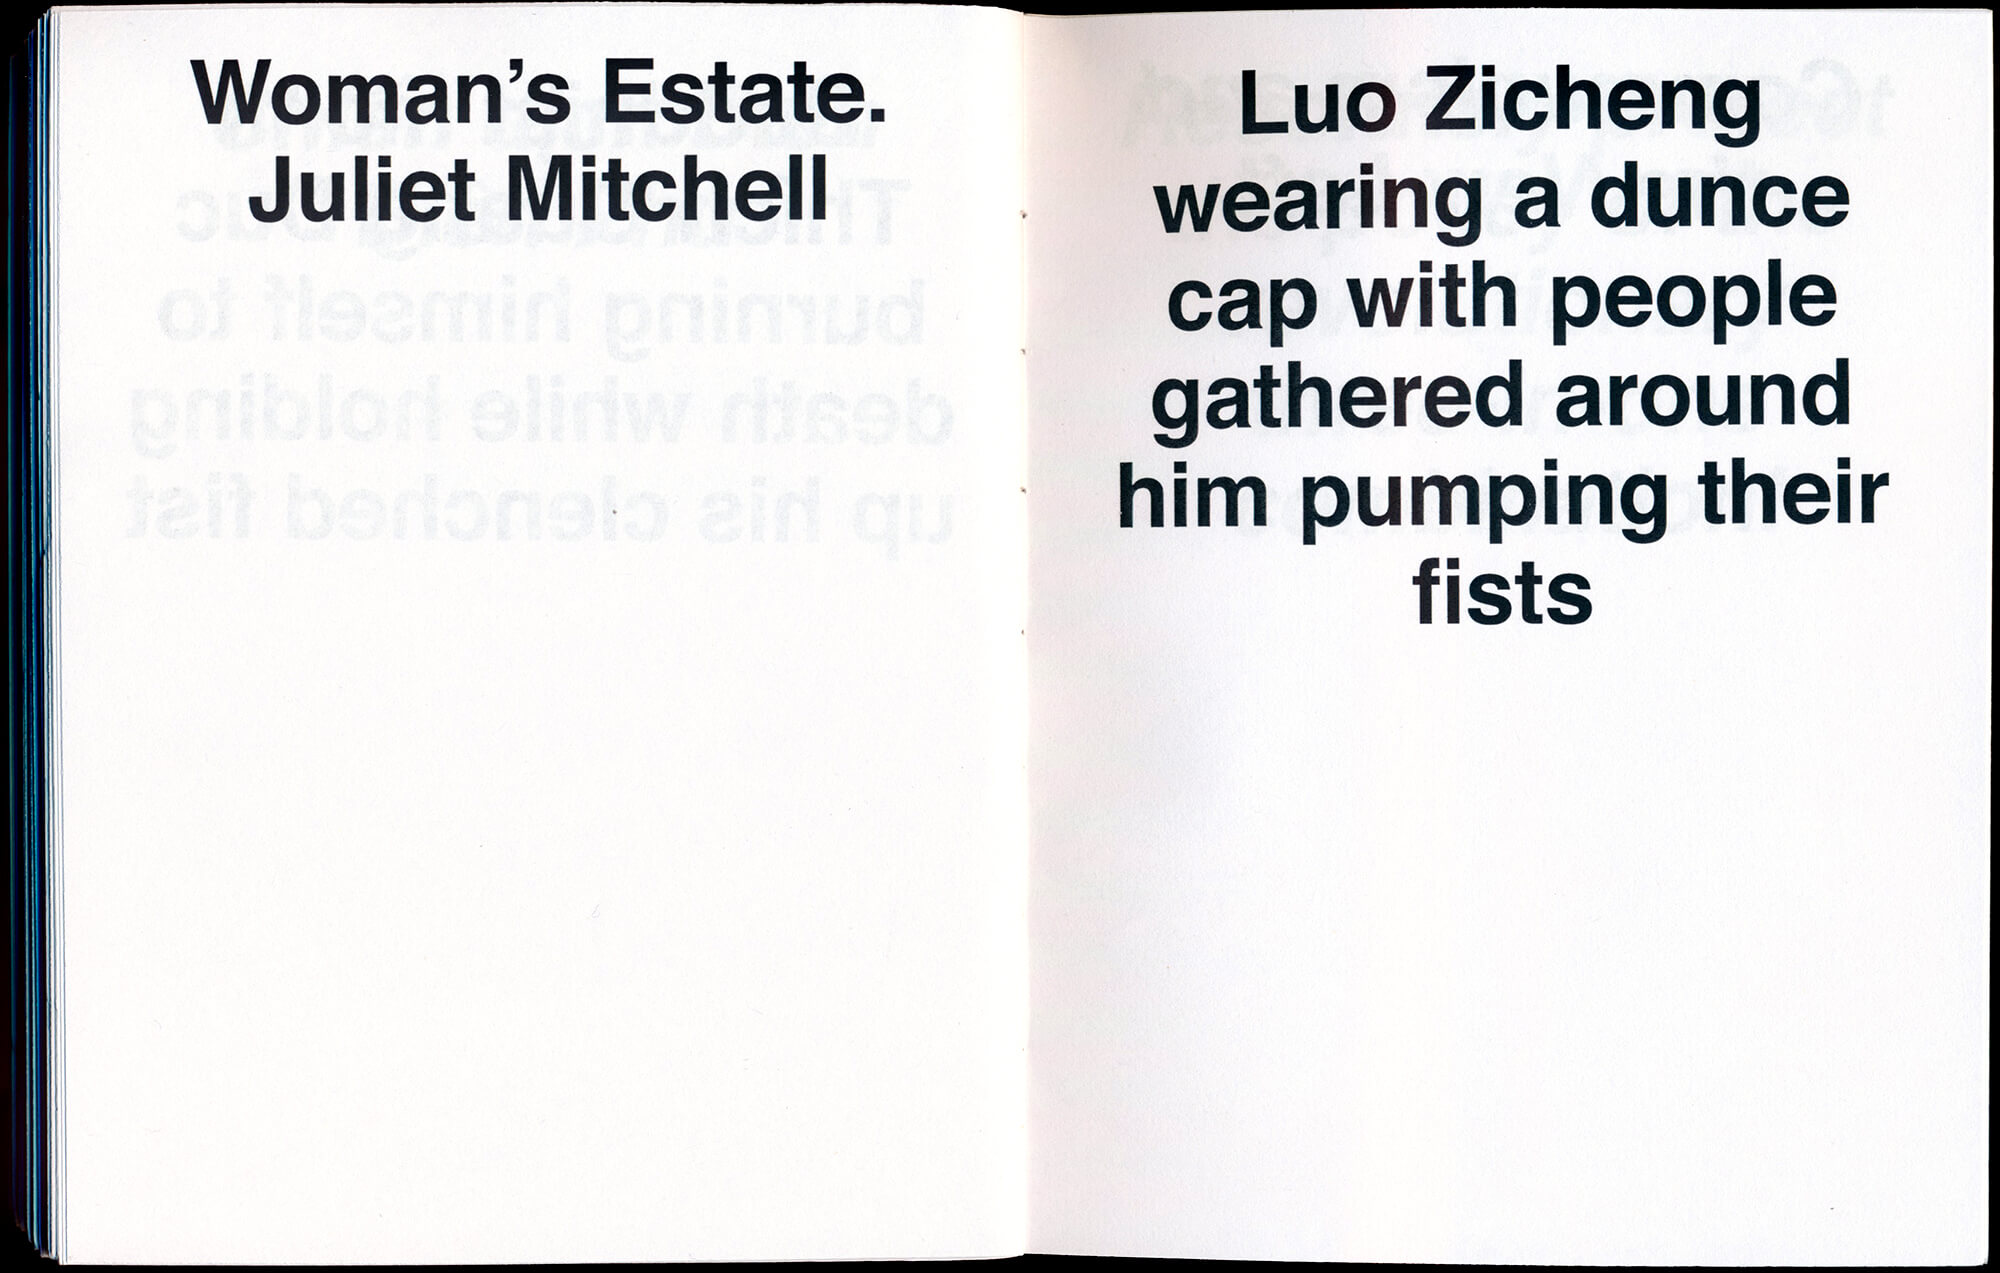 Woman’s Estate.
Juliet Mitchell
Luo Zicheng
wearing a dunce
cap with people
gathered around
him pumping their
fists